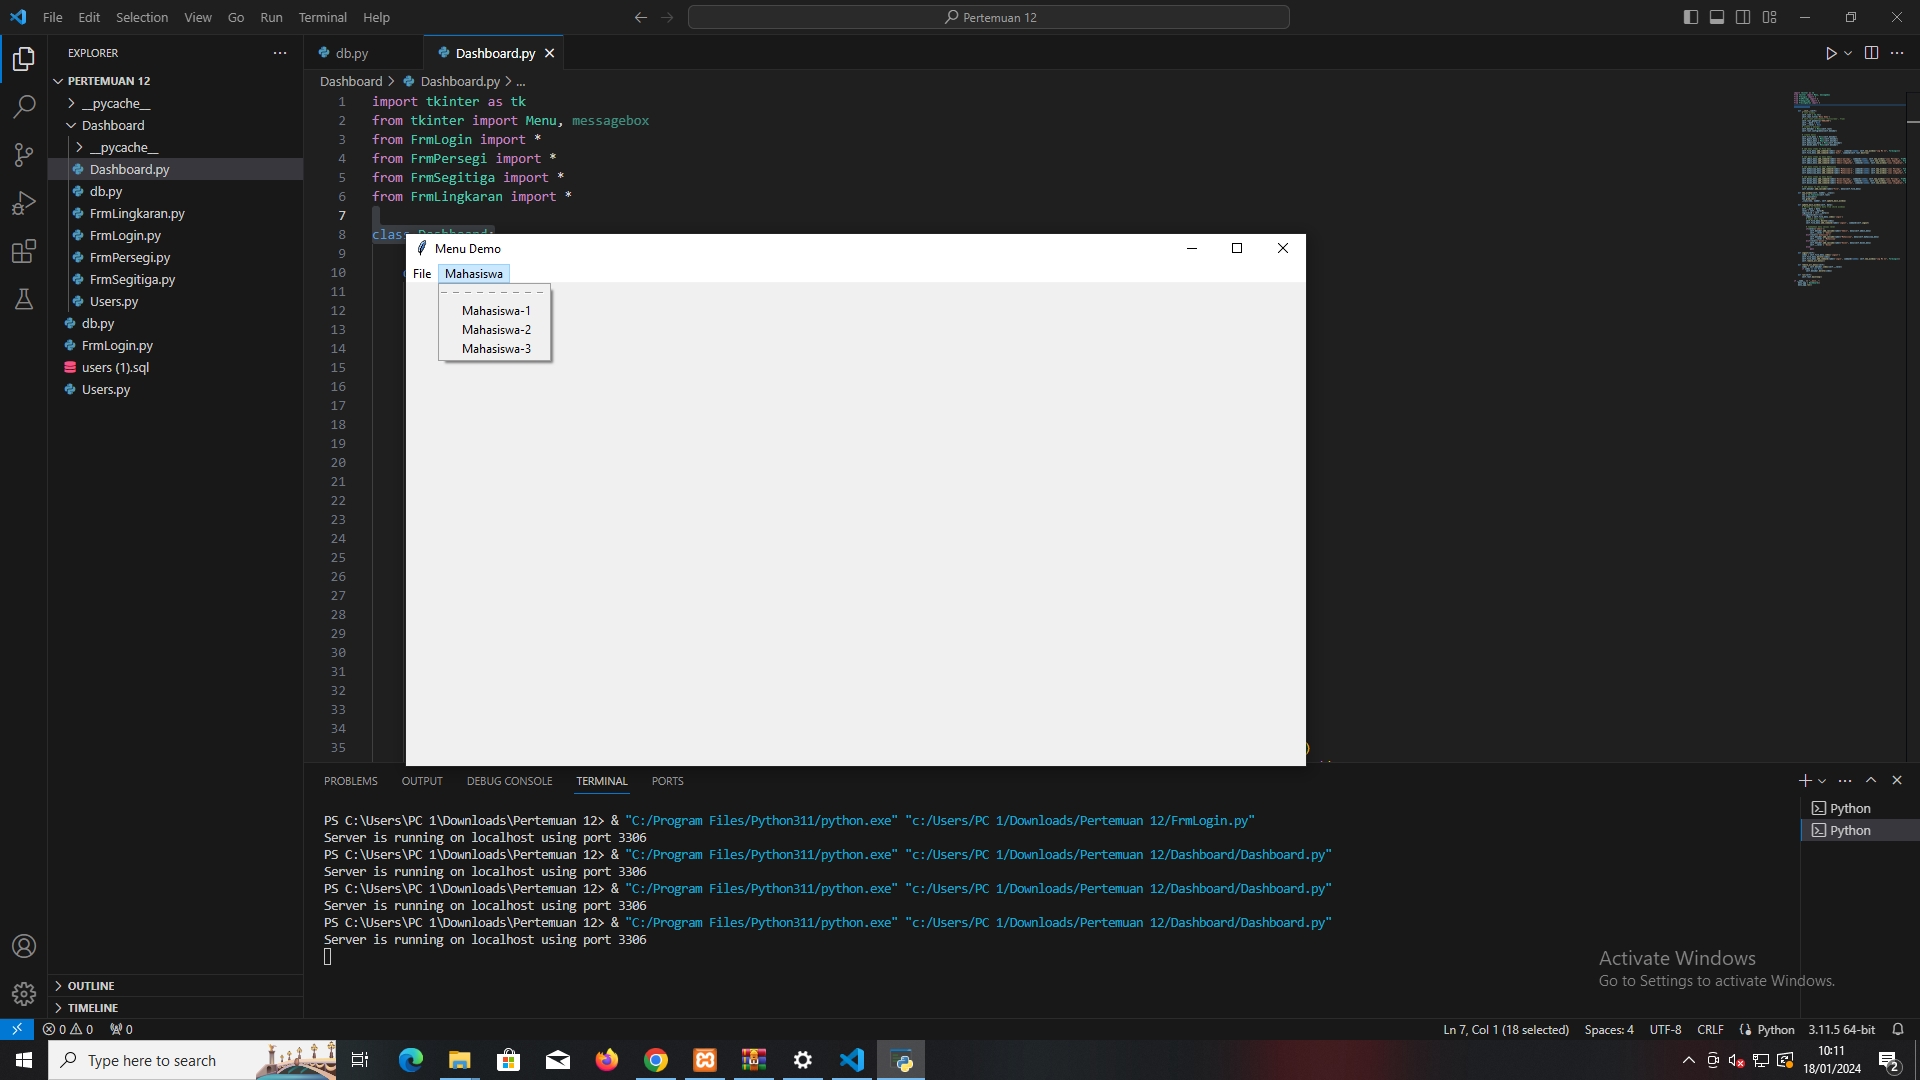 File Edit Selection View Go Run Terminal Help
Pertemuan 12
EXPLORER
PERTEMUAN 12
__pycache__
Dashboard
__pycache__
Dashboard.py
db.py
FrmLingkaran.py
FrmLogin.py
FrmPersegi.py
FrmSegitiga.py
Users.py
db.py
FrmLogin.py
users (1).sql
Users.py
OUTLINE
TIMELINE
db.py
Dashboard.py
Dashboard > Dashboard.py > ...
1 import tkinter as tk
2 from tkinter import Menu, messagebox
3 from FrmLogin import *
4 from FrmPersegi import *
5 from FrmSegitiga import *
6 from FrmLingkaran import *
7
8 class Dashboard:
9
10
11
12
13
14
15
16
17
18
19
20
21
22
23
24
25
26
27
28
29
30
31
32
33
34
35 )
Menu Demo
File Mahasiswa
Mahasiswa-1
Mahasiswa-2
Mahasiswa-3
PROBLEMS OUTPUT DEBUG CONSOLE TERMINAL PORTS
PS C:\Users\PC 1\Downloads\Pertemuan 12> & "C:/Program Files/Python311/python.exe" "c:/Users/PC 1/Downloads/Pertemuan 12/FrmLogin.py"
Server is running on localhost using port 3306
PS C:\Users\PC 1\Downloads\Pertemuan 12> & "C:/Program Files/Python311/python.exe" "c:/Users/PC 1/Downloads/Pertemuan 12/Dashboard/Dashboard.py"
Server is running on localhost using port 3306
PS C:\Users\PC 1\Downloads\Pertemuan 12> & "C:/Program Files/Python311/python.exe" "c:/Users/PC 1/Downloads/Pertemuan 12/Dashboard/Dashboard.py"
Server is running on localhost using port 3306
PS C:\Users\PC 1\Downloads\Pertemuan 12> & "C:/Program Files/Python311/python.exe" "c:/Users/PC 1/Downloads/Pertemuan 12/Dashboard/Dashboard.py"
Server is running on localhost using port 3306
Python
Python
Activate Windows
Go to Settings to activate Windows.
0 0 0
Ln 7, Col 1 (18 selected) Spaces: 4 UTF-8 CRLF Python 3.11.5 64-bit
Type here to search
10:11
18/01/2024
2